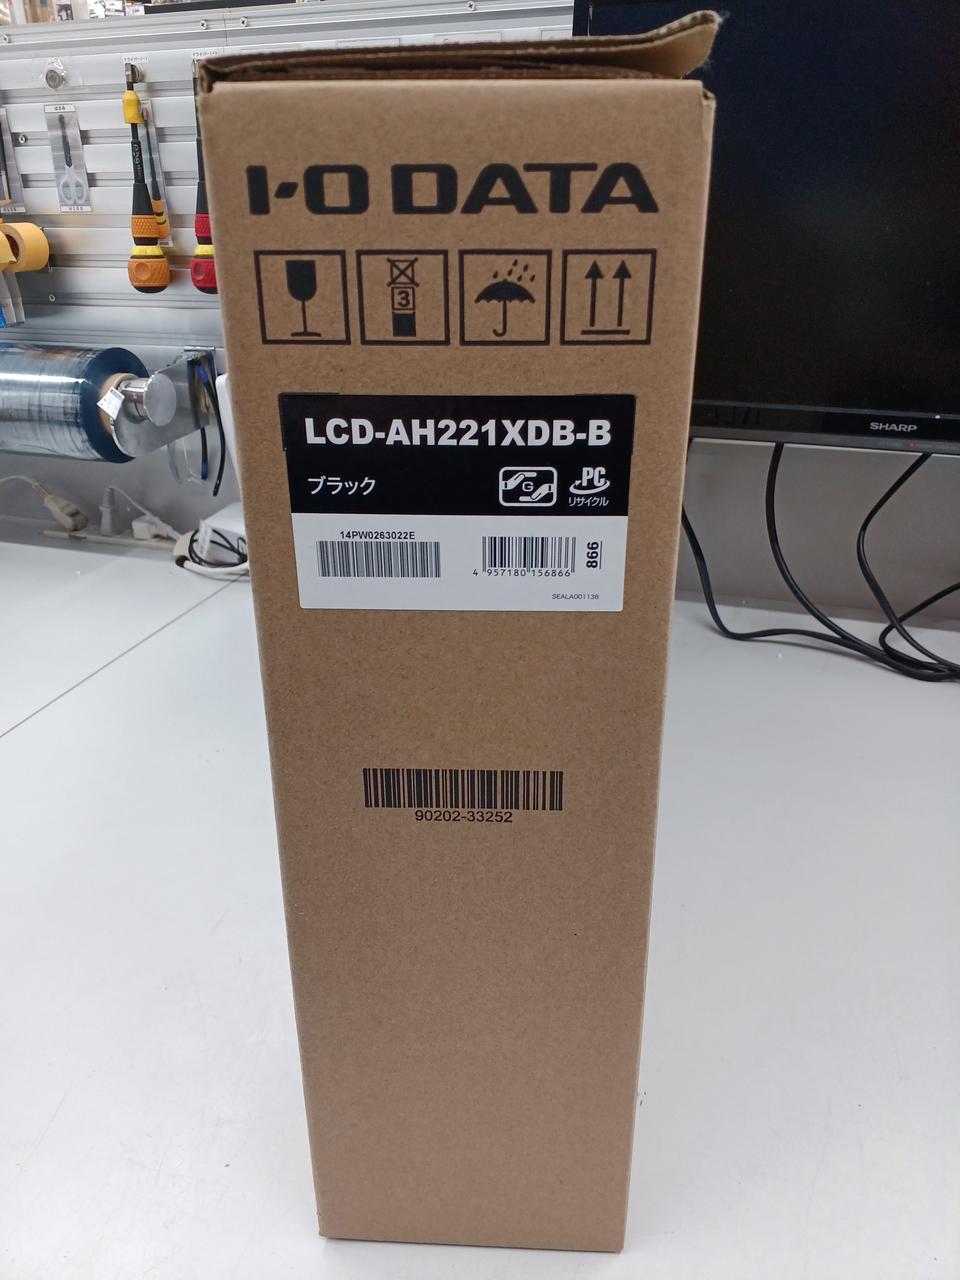 I-O DATA
3
LCD-AH221XDB-B
ブラック
G
PC
リサイクル
14PW0263022E
4 957180 156866
866
SEALA001136
90202-33252
SHARP